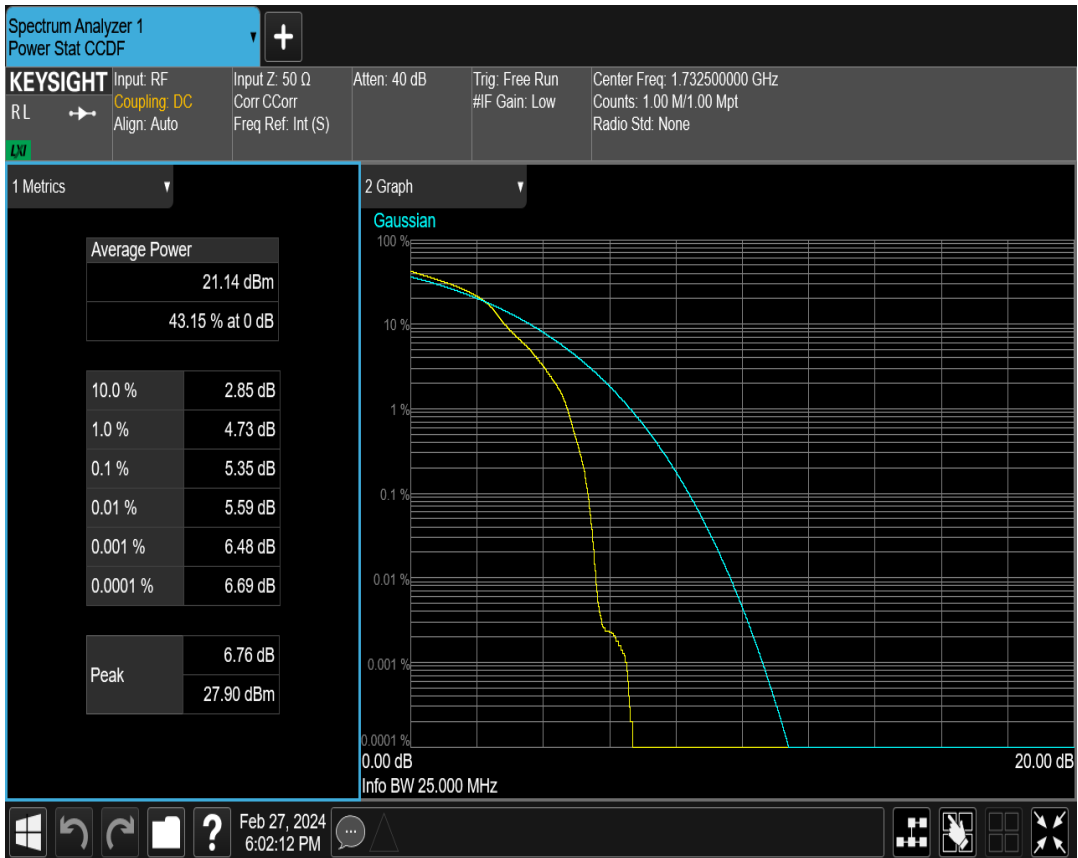 Spectrum Analyzer 1
Power Stat CCDF
KEYSIGHT
RL
LXI
Input: RF
Coupling: DC
Align: Auto
Input Z: 50 Ω
Corr CCorr
Freq Ref: Int (S)
Atten: 40 dB
Trig: Free Run
#IF Gain: Low
Center Freq: 1.732500000 GHz
Counts: 1.00 M/1.00 Mpt
Radio Std: None
1 Metrics
Average Power
21.14 dBm
43.15 % at 0 dB
10.0 % 2.85 dB
1.0 % 4.73 dB
0.1 % 5.35 dB
0.01 % 5.59 dB
0.001 % 6.48 dB
0.0001 % 6.69 dB
Peak
6.76 dB
27.90 dBm
2 Graph
Gaussian
100 %
10 %
1 %
0.1 %
0.01 %
0.001 %
0.0001 %
0.00 dB 20.00 dB
Info BW 25.000 MHz
?
Feb 27, 2024
6:02:12 PM